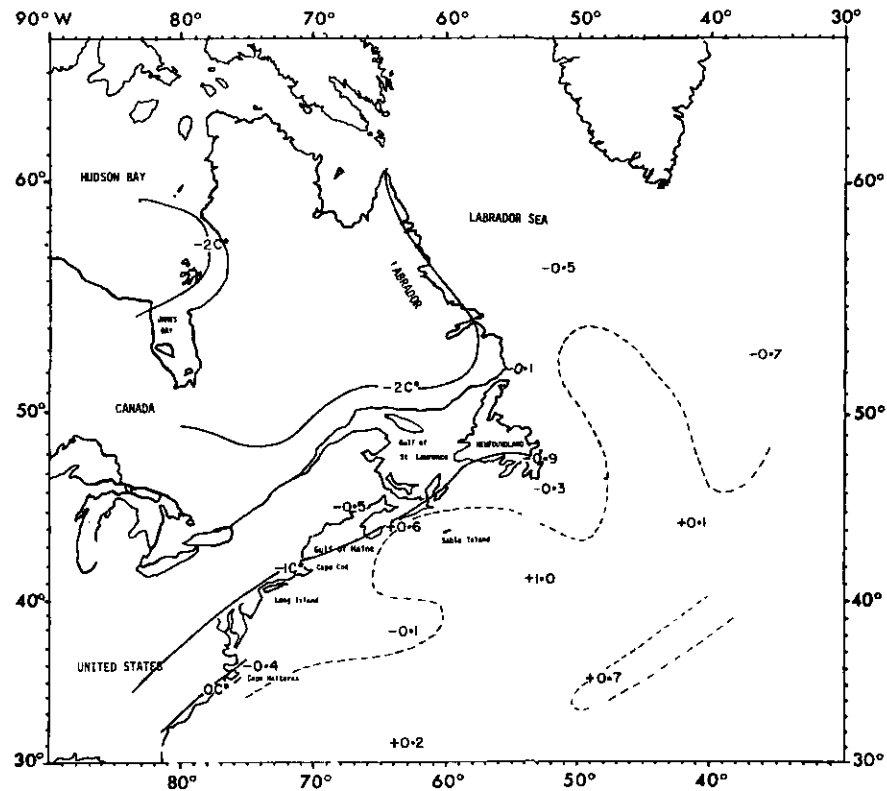 90° W 80° 70° 60° 50° 40° 30°
60° 60°
HUDSON BAY
LABRADOR SEA
-2C°
LABRADOR
-0•5
JAMES BAY
-0•7
-0•1
-2C°
50° 50°
CANADA
Gulf of St Lawrence
NEWFOUNDLAND
-0•9
-0•3
-0•5
+0•6
+0•1
Sable Island
Gulf of Maine
-1C°
Cape Cod
+1•0
40° 40°
Long Island
-0•1
UNITED STATES
-0•4
+0•7
Cape Hatteras
0C°
+0•2
30° 30°
80° 70° 60° 50° 40°